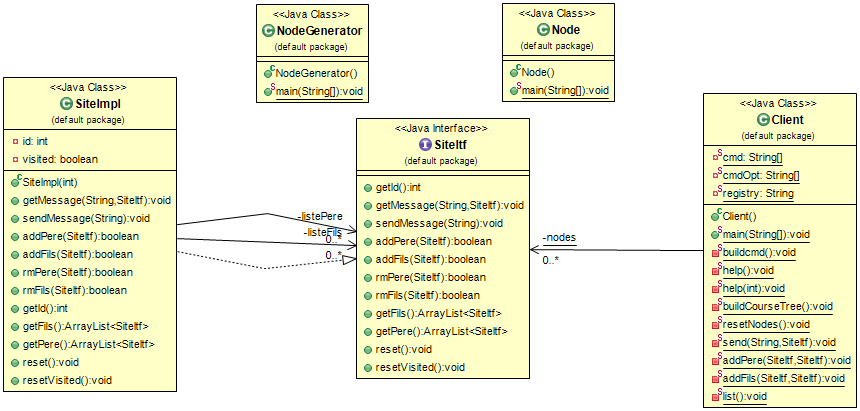 <<Java Class>>
NodeGenerator
(default package)
NodeGenerator()
main(String[]):void
<<Java Class>>
Node
(default package)
Node()
main(String[]):void
<<Java Class>>
SiteImpl
(default package)
id: int
visited: boolean
SiteImpl(int)
getMessage(String,SiteItf):void
sendMessage(String):void
addPere(SiteItf):boolean
addFils(SiteItf):boolean
rmPere(SiteItf):boolean
rmFils(SiteItf):boolean
getId():int
getFils():ArrayList<SiteItf>
getPere():ArrayList<SiteItf>
reset():void
resetVisited():void
-listePere
-listeFils
0..*
0..*
<<Java Interface>>
SiteItf
(default package)
getId():int
getMessage(String,SiteItf):void
sendMessage(String):void
addPere(SiteItf):boolean
addFils(SiteItf):boolean
rmPere(SiteItf):boolean
rmFils(SiteItf):boolean
getFils():ArrayList<SiteItf>
getPere():ArrayList<SiteItf>
reset():void
resetVisited():void
-nodes
0..*
<<Java Class>>
Client
(default package)
cmd: String[]
cmdOpt: String[]
registry: String
Client()
main(String[]):void
buildcmd():void
help():void
help(int):void
buildCourseTree():void
resetNodes():void
send(String,SiteItf):void
addPere(SiteItf,SiteItf):void
addFils(SiteItf,SiteItf):void
list():void